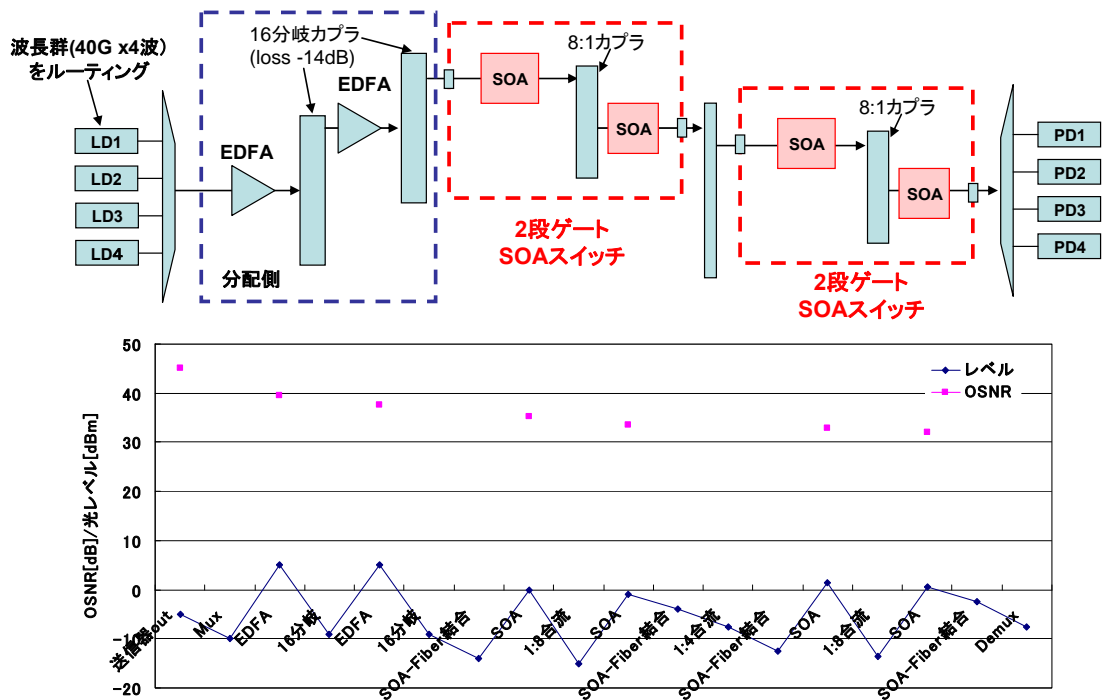 波長群(40G x4波)
をルーティング
16分岐カプラ
(loss -14dB)
EDFA
EDFA
LD1
LD2
LD3
LD4
分配側
SOA
8:1カプラ
SOA
2段ゲート
SOAスイッチ
SOA
8:1カプラ
SOA
2段ゲート
SOAスイッチ
PD1
PD2
PD3
PD4
OSNR[dB]/光レベル[dBm]
50
40
30
20
10
0
-10
-20
レベル
OSNR
送信器out
Mux
EDFA
16分岐
EDFA
16分岐
SOA-Fiber結合
SOA
1:8合流
SOA
SOA-Fiber結合
1:4合流
SOA-Fiber結合
SOA
1:8合流
SOA
SOA-Fiber結合
Demux